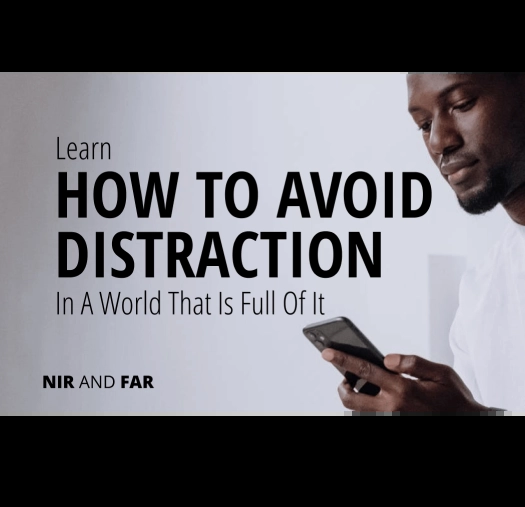 Learn
HOW TO AVOID
DISTRACTION
In A World That Is Full Of It
NIR AND FAR